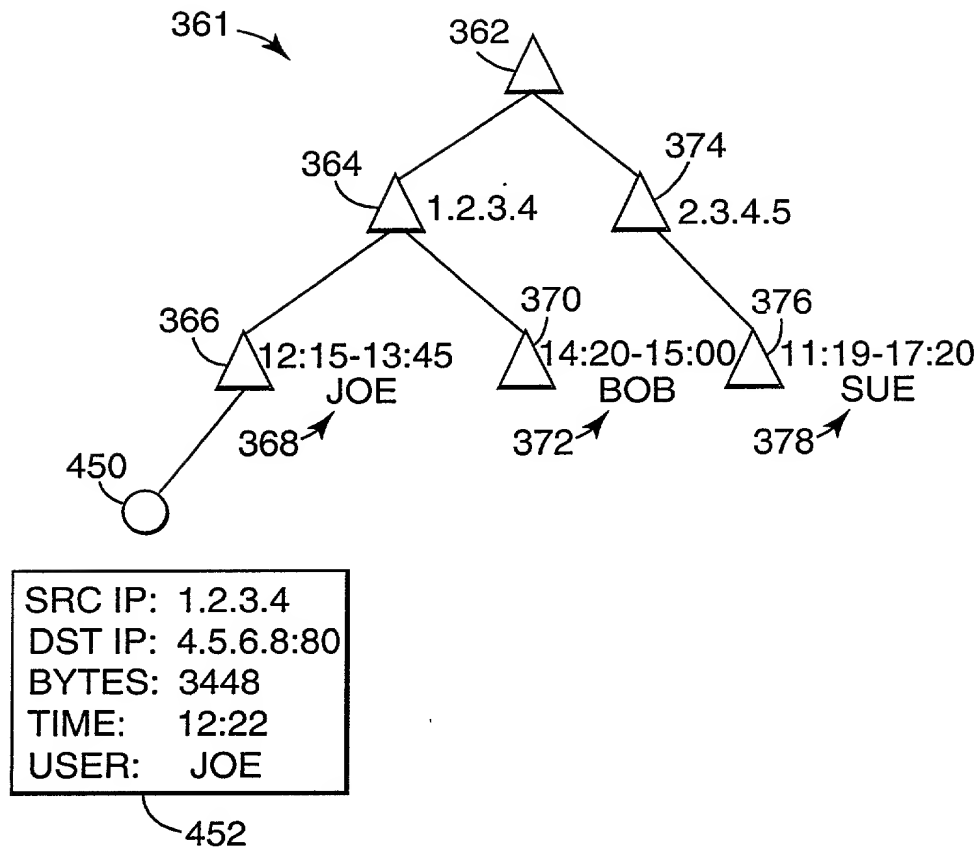 361
362
364
374
1.2.3.4
2.3.4.5
366
370
376
12:15-13:45
14:20-15:00
11:19-17:20
JOE
BOB
SUE
368
372
378
450
SRC IP: 1.2.3.4
DST IP: 4.5.6.8:80
BYTES: 3448
TIME: 12:22
USER: JOE
452